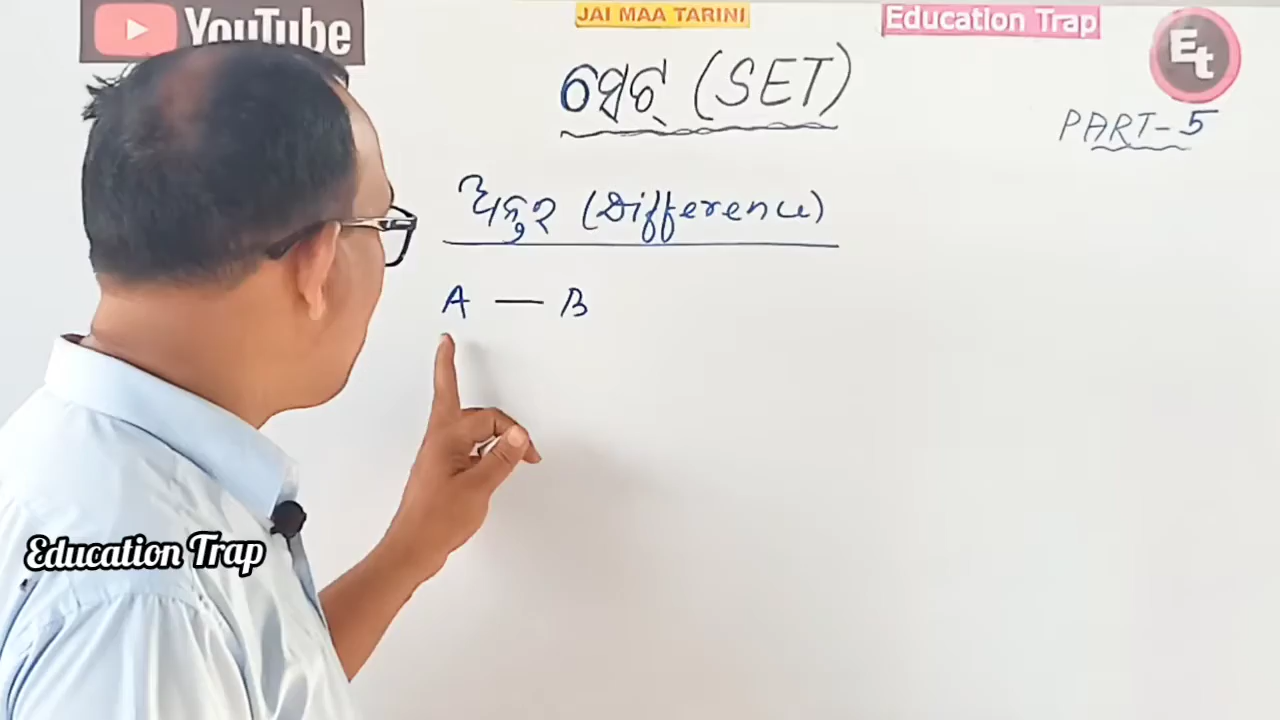 YouTube
JAI MAA TARINI
Education Trap
Et
ସେଟ୍ (SET)
PART-5
ଅନ୍ତର (Difference)
A — B
Education Trap